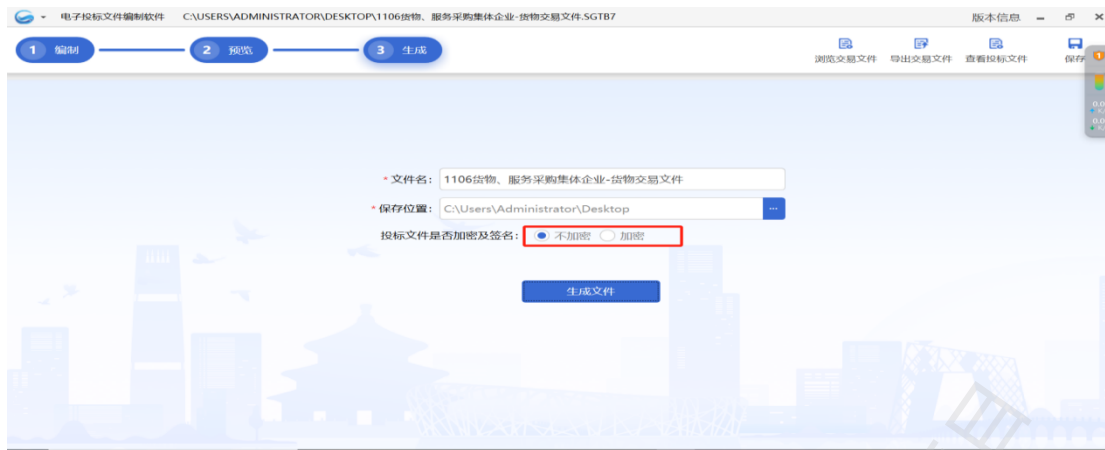 电子投标文件编制软件 C:\USERS\ADMINISTRATOR\DESKTOP\1106货物、服务采购集体企业-货物交易文件.SGTB7 版本信息
1 编制 2 预览 3 生成
浏览交易文件 导出交易文件 查看投标文件 保存
1
0.0
0.0
* 文件名： 1106货物、服务采购集体企业-货物交易文件
* 保存位置： C:\Users\Administrator\Desktop ...
投标文件是否加密及签名： 不加密 加密
生成文件